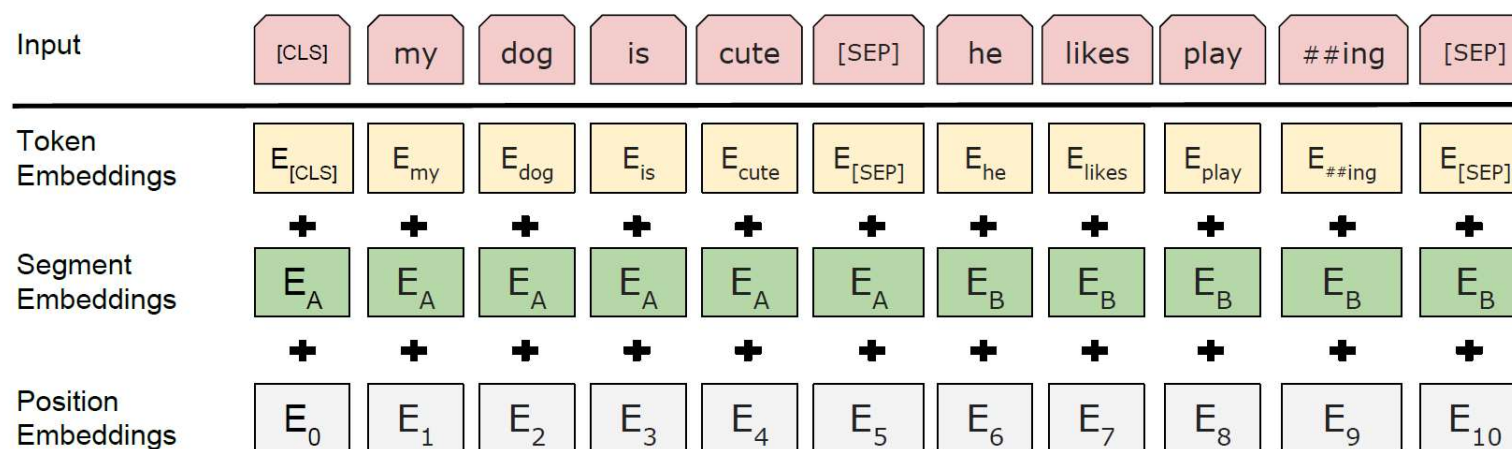 Input [CLS] my dog is cute [SEP] he likes play ##ing [SEP]
Token Embeddings E[CLS] Emy Edog Eis Ecute E[SEP] Ehe Elikes Eplay E##ing E[SEP]
+ + + + + + + + + + +
Segment Embeddings EA EA EA EA EA EA EB EB EB EB EB
+ + + + + + + + + + +
Position Embeddings E0 E1 E2 E3 E4 E5 E6 E7 E8 E9 E10